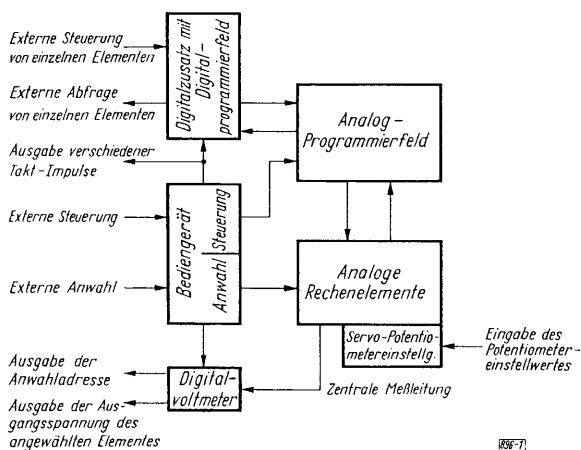 Externe Steuerung
von einzelnen Elementen
Externe Abfrage
von einzelnen Elementen
Ausgabe verschiedener
Takt-Impulse
Externe Steuerung
Externe Anwahl
Ausgabe der
Anwahladresse
Ausgabe der Aus-
gangsspannung des
angewählten Elementes
Digitalzusatz mit
Digital-
programmierfeld
Bediengerät
Steuerung
Anwahl
Digital-
voltmeter
Analog-
Programmierfeld
Analoge
Rechenelemente
Servo-Potentio-
metereinstellg.
Zentrale Meßleitung
Eingabe des
Potentiometer-
einstellwertes
896-1